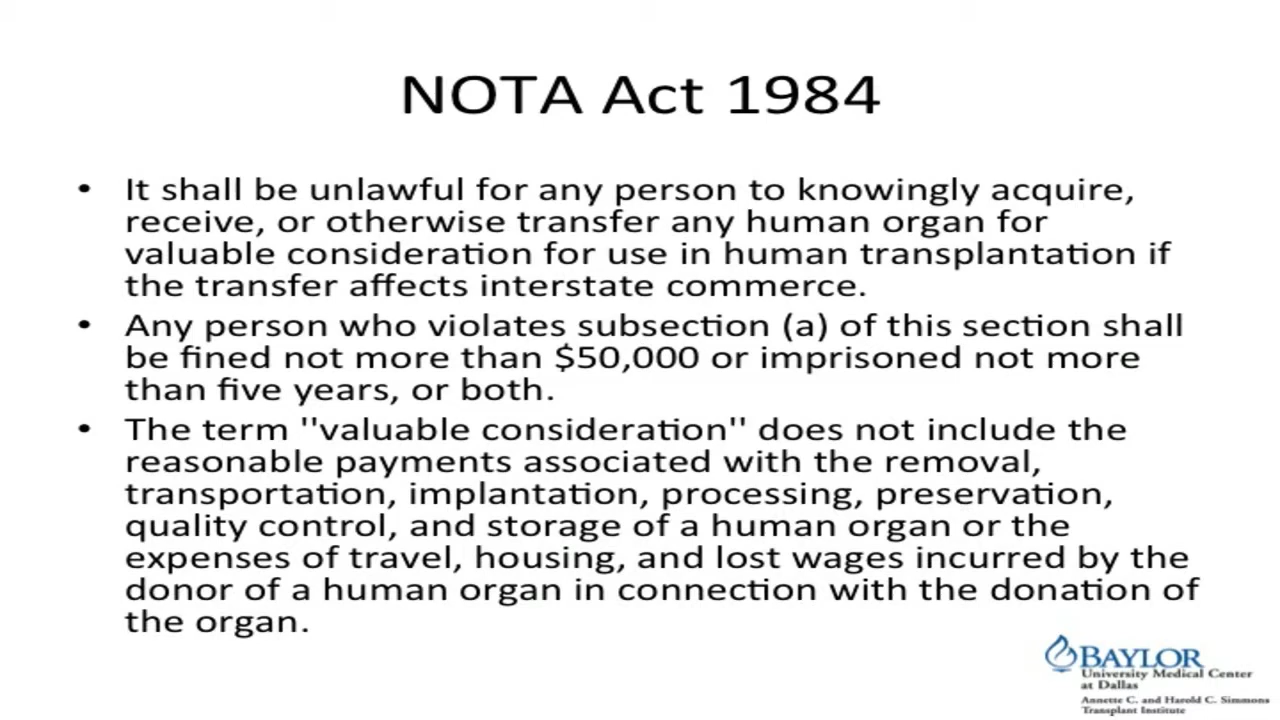 NOTA Act 1984
• It shall be unlawful for any person to knowingly acquire,
receive, or otherwise transfer any human organ for
valuable consideration for use in human transplantation if
the transfer affects interstate commerce.
• Any person who violates subsection (a) of this section shall
be fined not more than $50,000 or imprisoned not more
than five years, or both.
• The term ''valuable consideration'' does not include the
reasonable payments associated with the removal,
transportation, implantation, processing, preservation,
quality control, and storage of a human organ or the
expenses of travel, housing, and lost wages incurred by the
donor of a human organ in connection with the donation of
the organ.
BAYLOR
University Medical Center
at Dallas
Annette C. and Harold C. Simmons
Transplant Institute